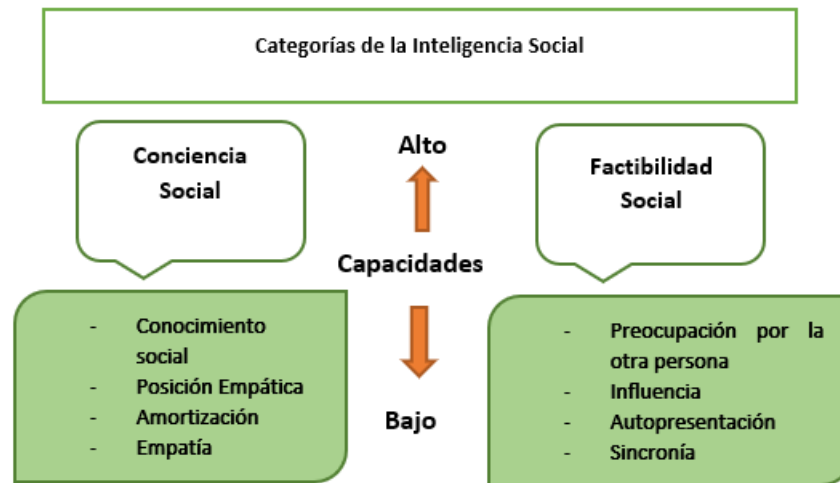 Categorías de la Inteligencia Social
Conciencia
Social
Alto
Factibilidad
Social
Capacidades
- Conocimiento
social
- Posición Empática
- Amortización
- Empatía
Bajo
- Preocupación por la
otra persona
- Influencia
- Autopresentación
- Sincronía